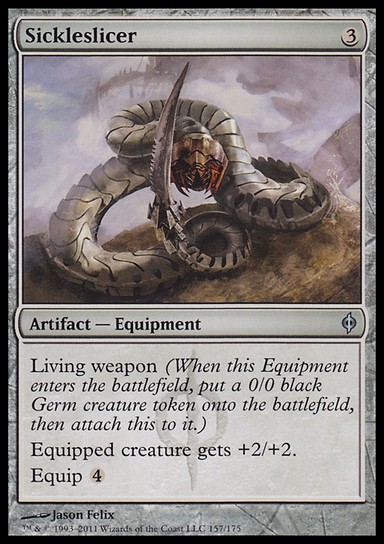 Sickleslicer 3
Artifact — Equipment
Living weapon (When this Equipment
enters the battlefield, put a 0/0 black
Germ creature token onto the battlefield,
then attach this to it.)
Equipped creature gets +2/+2.
Equip 4
Jason Felix
™ & © 1993-2011 Wizards of the Coast LLC 157/175